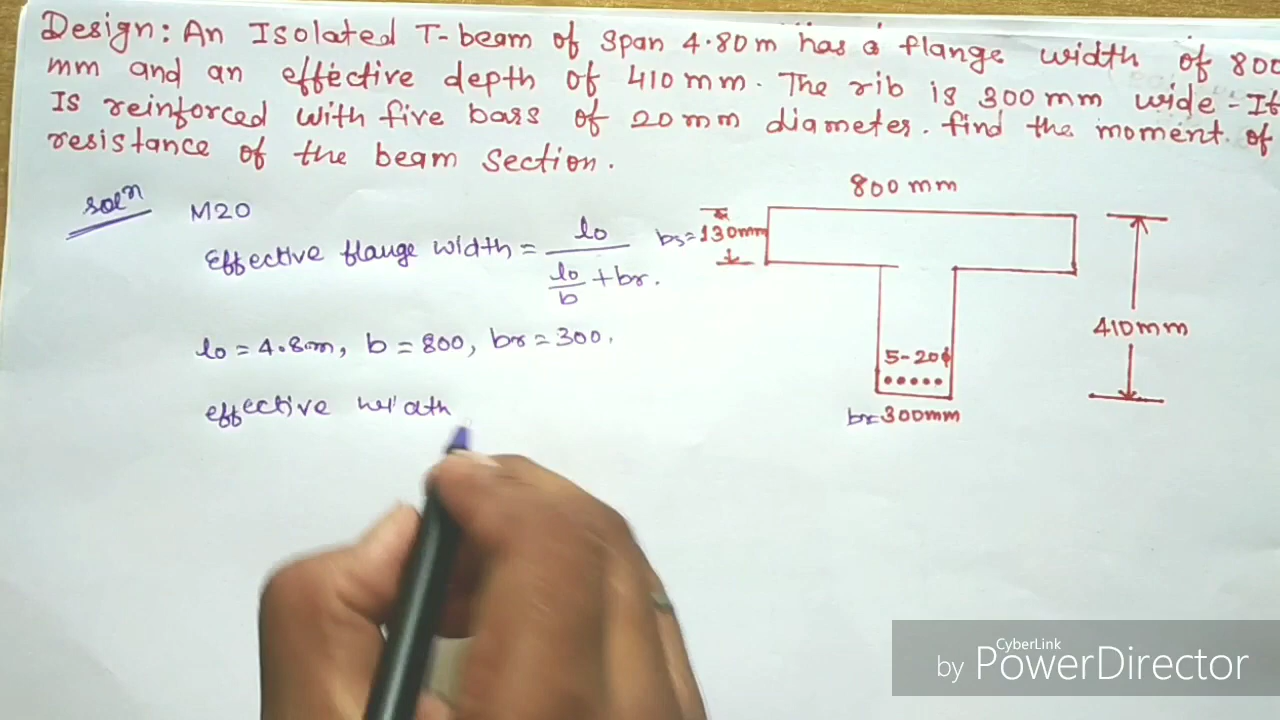 Design: An Isolated T-beam of span 4.80m has a flange width of 800
mm and an effective depth of 410mm. The rib is 300mm wide-It
Is reinforced with five bars of 20mm diameter. find the moment of
resistance of the beam section.
soln
M20
Effective flange width = lo / (lo/b + br.
lo = 4.8m, b = 800, br = 300.
effective width
800 mm
bs=130mm
410mm
5-20ϕ
br=300mm
CyberLink
by PowerDirector